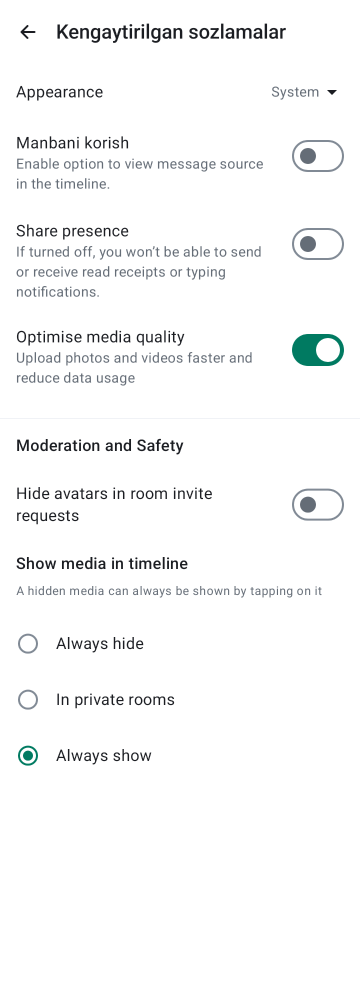 Kengaytirilgan sozlamalar
Appearance
System
Manbani korish
Enable option to view message source
in the timeline.
Share presence
If turned off, you won’t be able to send
or receive read receipts or typing
notifications.
Optimise media quality
Upload photos and videos faster and
reduce data usage
Moderation and Safety
Hide avatars in room invite
requests
Show media in timeline
A hidden media can always be shown by tapping on it
Always hide
In private rooms
Always show